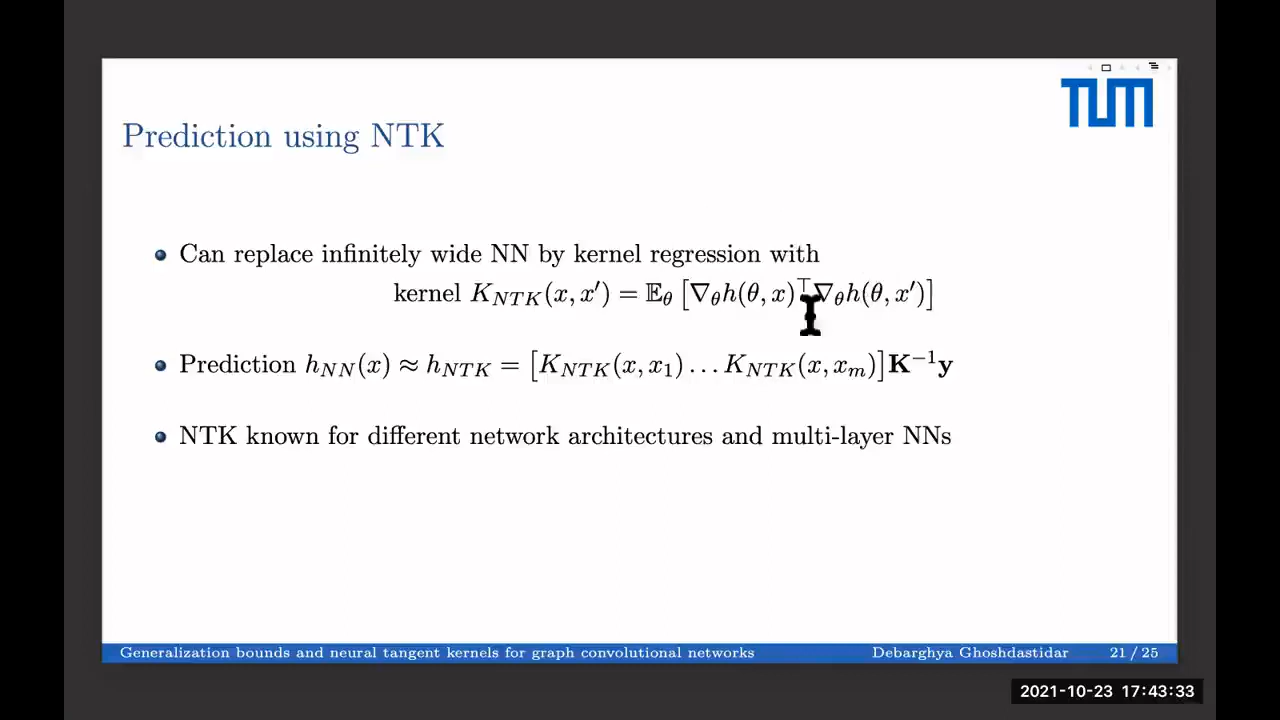 TUM
Prediction using NTK
Can replace infinitely wide NN by kernel regression with
kernel K_{NTK}(x, x′) = 𝔼_θ [∇_θh(θ, x)^⊤∇_θh(θ, x′)]
Prediction h_{NN}(x) ≈ h_{NTK} = [K_{NTK}(x, x_1) … K_{NTK}(x, x_m)]K^{−1}y
NTK known for different network architectures and multi-layer NNs
Generalization bounds and neural tangent kernels for graph convolutional networks Debarghya Ghoshdastidar 21 / 25
2021-10-23 17:43:33